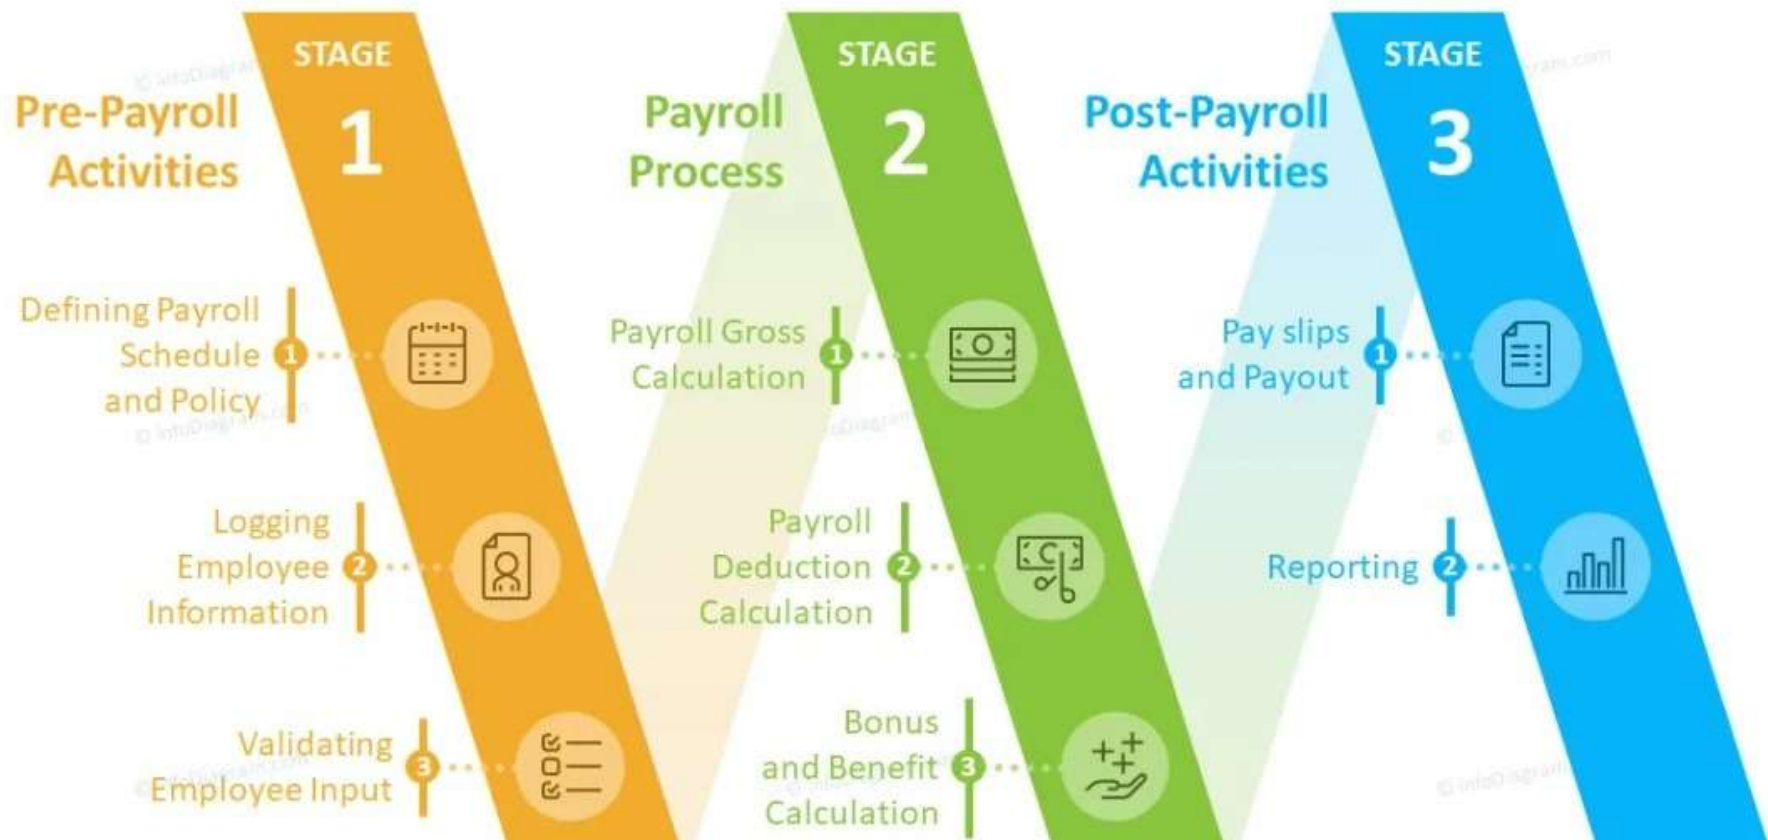 STAGE
1
Pre-Payroll
Activities
Defining Payroll
Schedule
and Policy
1
Logging
Employee
Information
2
Validating
Employee Input
3
STAGE
2
Payroll
Process
Payroll Gross
Calculation
1
Payroll
Deduction
Calculation
2
Bonus
and Benefit
Calculation
3
STAGE
3
Post-Payroll
Activities
Pay slips
and Payout
1
Reporting
2
© infoDiagram.com